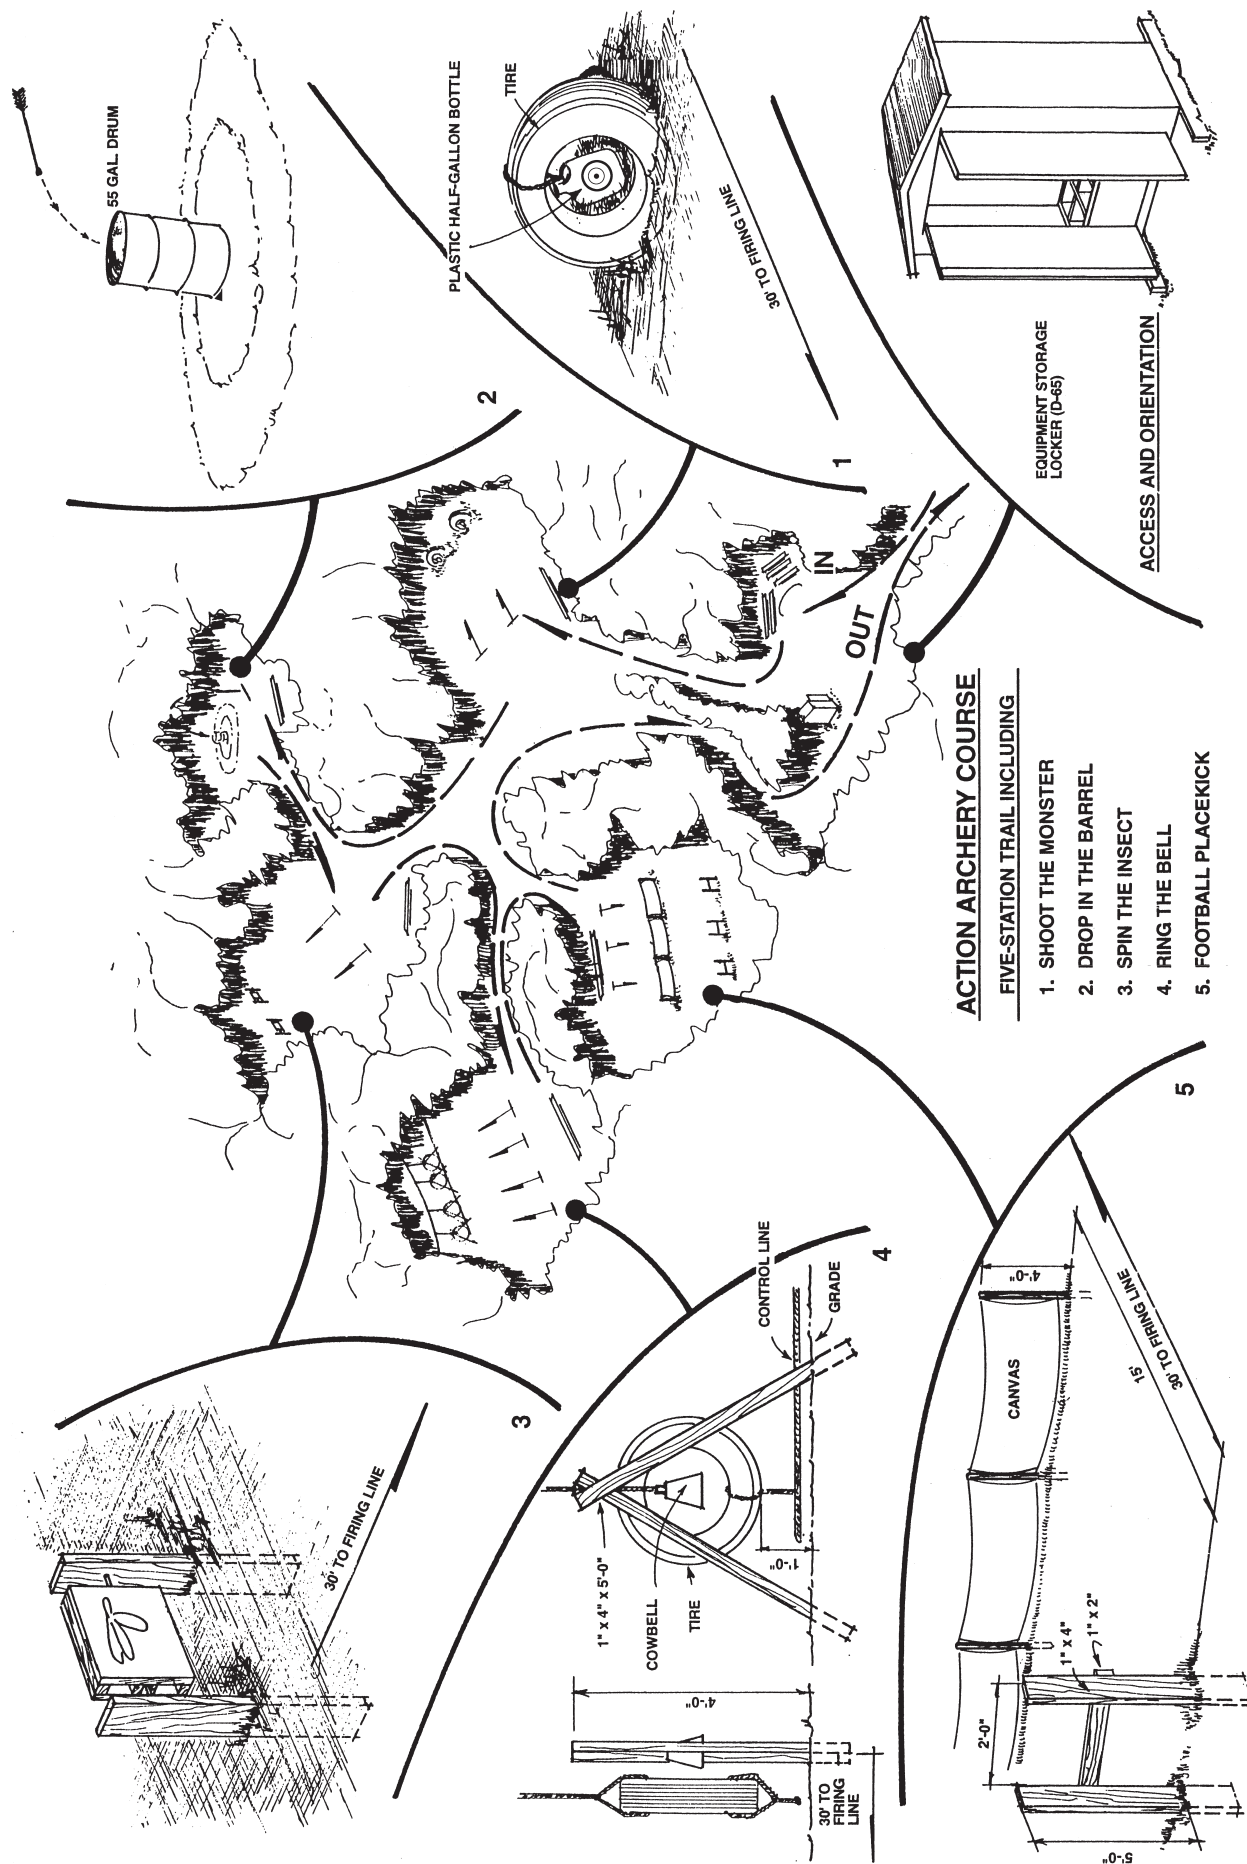 ACTION ARCHERY COURSE
FIVE-STATION TRAIL INCLUDING
1. SHOOT THE MONSTER
2. DROP IN THE BARREL
3. SPIN THE INSECT
4. RING THE BELL
5. FOOTBALL PLACEKICK
IN
OUT
3
30' TO FIRING LINE
2
55 GAL DRUM
1
PLASTIC HALF-GALLON BOTTLE
TIRE
30' TO FIRING LINE
EQUIPMENT STORAGE
LOCKER (D-65)
ACCESS AND ORIENTATION
4
1" x 4" x 5'-0"
COWBELL
TIRE
CONTROL LINE
GRADE
1'-0"
4'-0"
30' TO
FIRING
LINE
5
CANVAS
4'-0"
15'
30' TO FIRING LINE
2'-0"
1" x 4"
1" x 2"
5'-0"